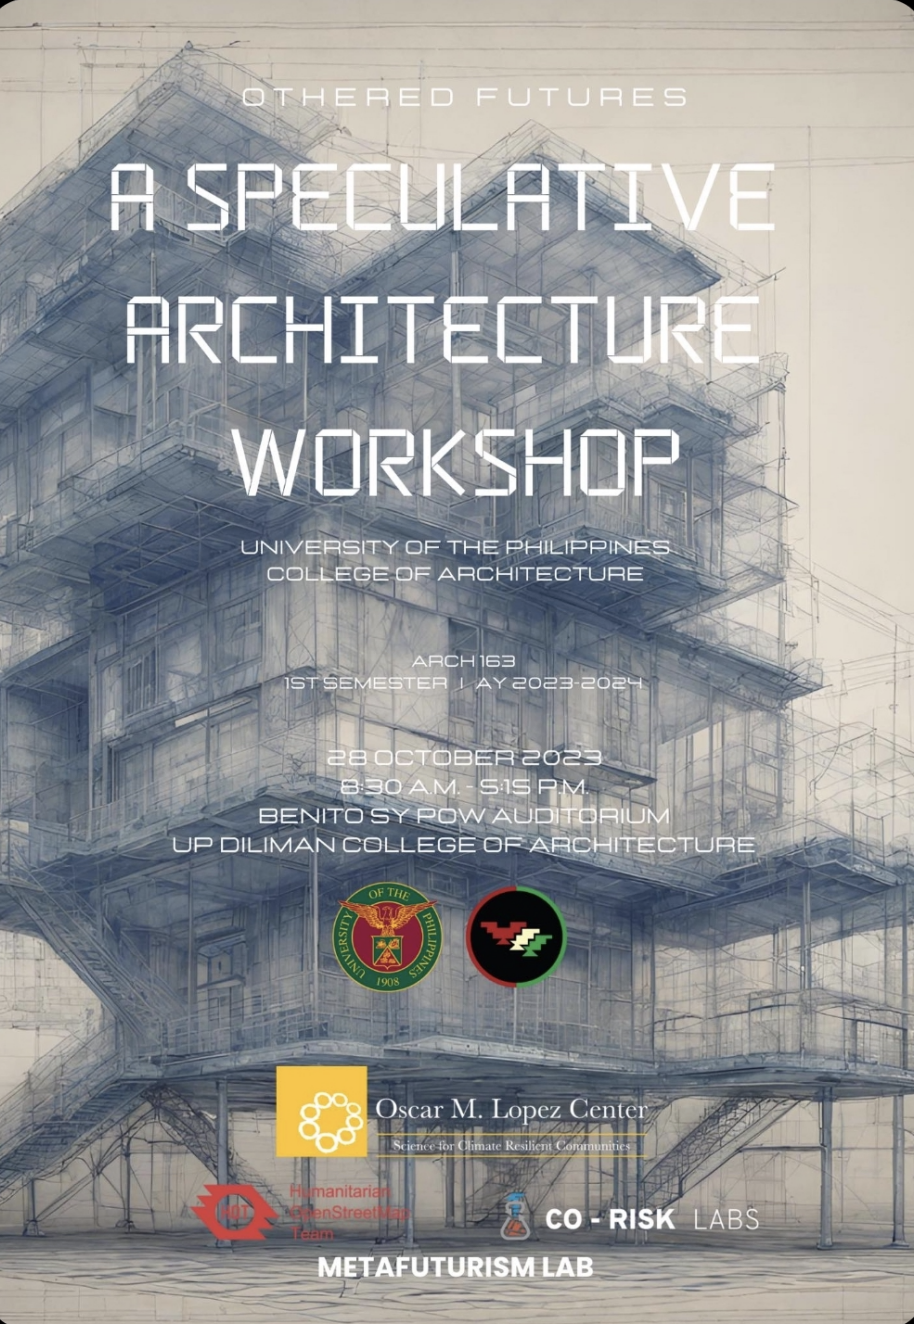 OTHERED FUTURES
A SPECULATIVE
ARCHITECTURE
WORKSHOP
UNIVERSITY OF THE PHILIPPINES
COLLEGE OF ARCHITECTURE
ARCH 163
1ST SEMESTER | AY 2023-2024
28 OCTOBER 2023
8:30 A.M. - 5:15 P.M.
BENITO SY POW AUDITORIUM
UP DILIMAN COLLEGE OF ARCHITECTURE
UNIVERSITY OF THE PHILIPPINES
1908
Oscar M. Lopez Center
Science for Climate Resilient Communities
HOT
Humanitarian
OpenStreetMap
Team
CO - RISK LABS
METAFUTURISM LAB